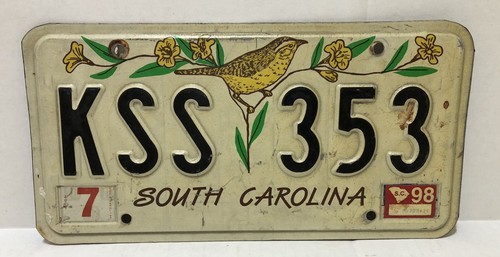 KSS 353
7 SOUTH CAROLINA S.C. 98